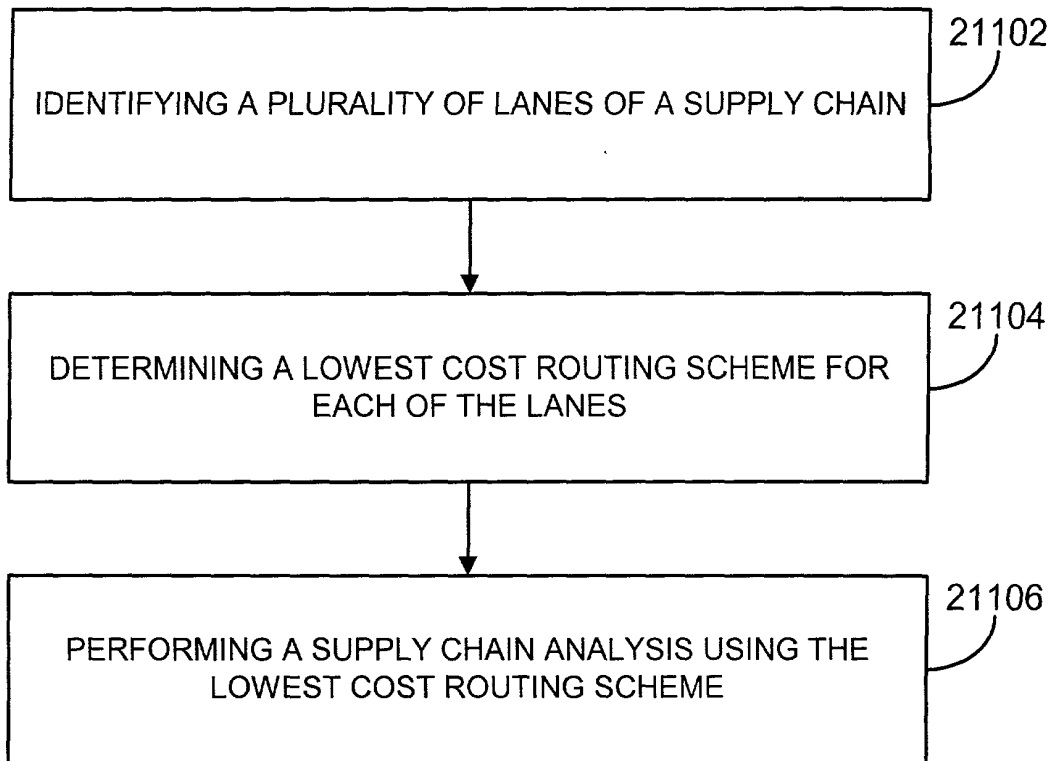 21102
IDENTIFYING A PLURALITY OF LANES OF A SUPPLY CHAIN
21104
DETERMINING A LOWEST COST ROUTING SCHEME FOR
EACH OF THE LANES
21106
PERFORMING A SUPPLY CHAIN ANALYSIS USING THE
LOWEST COST ROUTING SCHEME